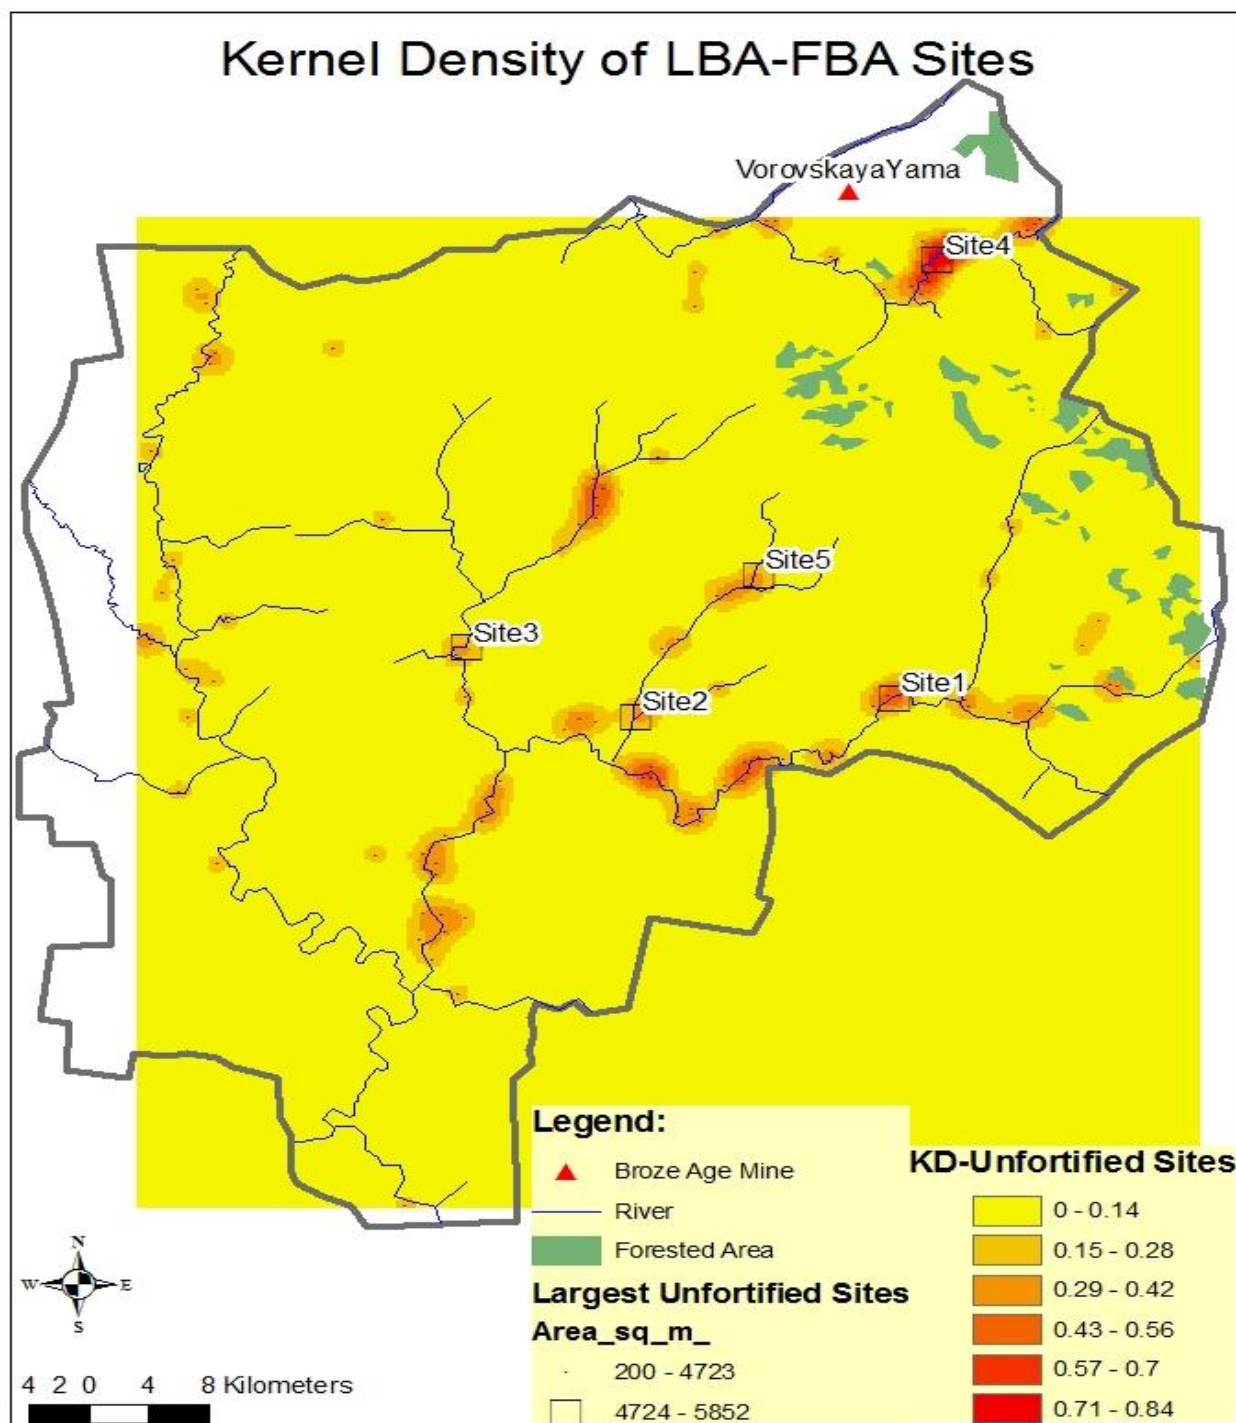 Kernel Density of LBA-FBA Sites
VorovskayaYama
Site4
Site5
Site3
Site1
Site2
Legend:
Broze Age Mine
River
Forested Area
Largest Unfortified Sites
Area_sq_m_
200 - 4723
4724 - 5852
KD-Unfortified Sites
0 - 0.14
0.15 - 0.28
0.29 - 0.42
0.43 - 0.56
0.57 - 0.7
0.71 - 0.84
N
W E
S
4 2 0 4 8 Kilometers